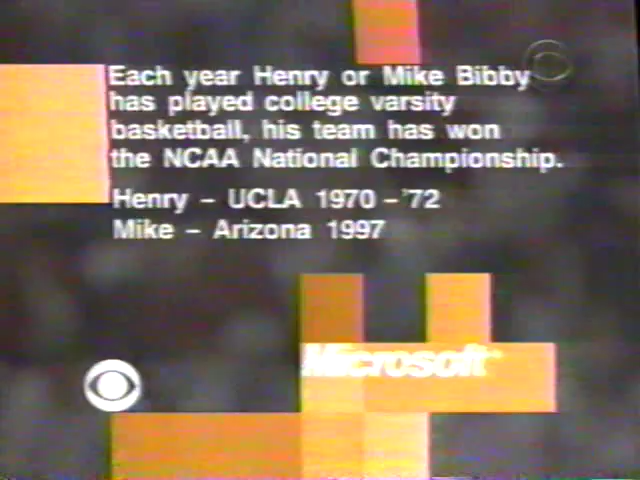 Each year Henry or Mike Bibby
has played college varsity
basketball, his team has won
the NCAA National Championship.
Henry – UCLA 1970 – '72
Mike – Arizona 1997
Microsoft